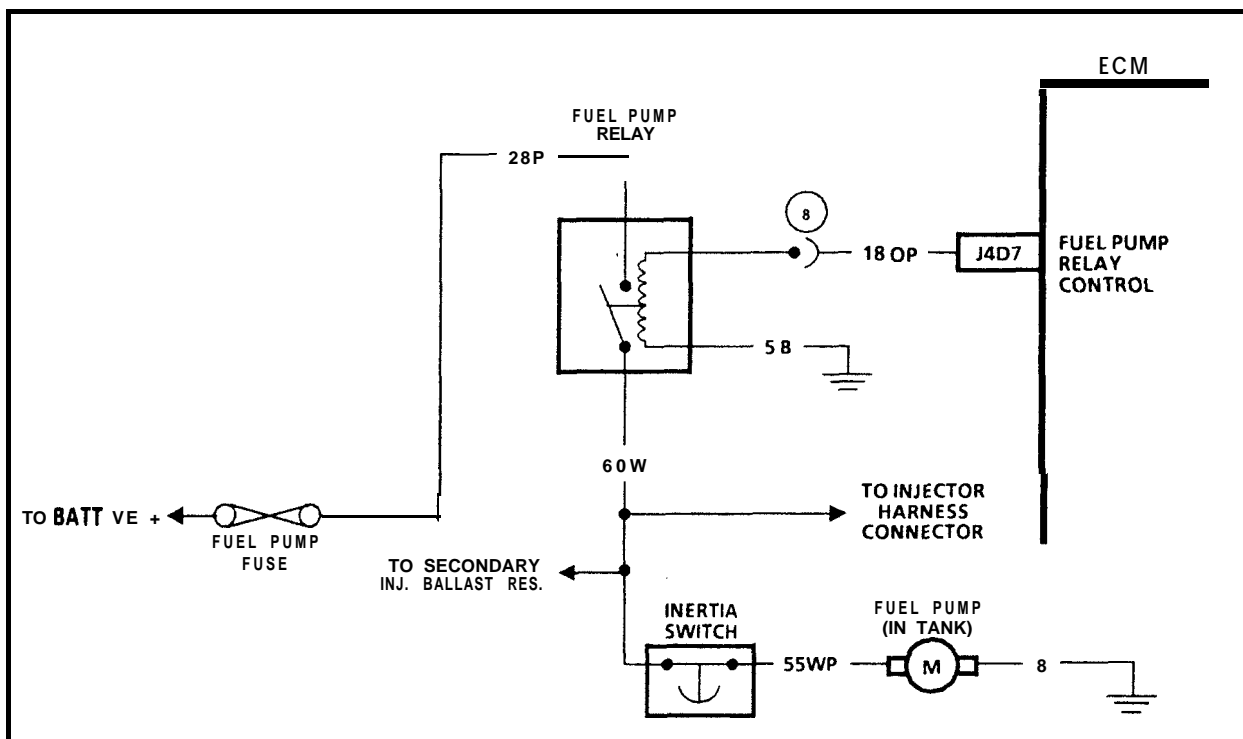 ECM
FUEL PUMP
RELAY
28P
8
18 OP
J4D7
FUEL PUMP
RELAY
CONTROL
58
60W
TO BATT VE +
FUEL PUMP
FUSE
TO INJECTOR
HARNESS
CONNECTOR
TO SECONDARY
INJ. BALLAST RES.
INERTIA
SWITCH
FUEL PUMP
(IN TANK)
55WP
M
8